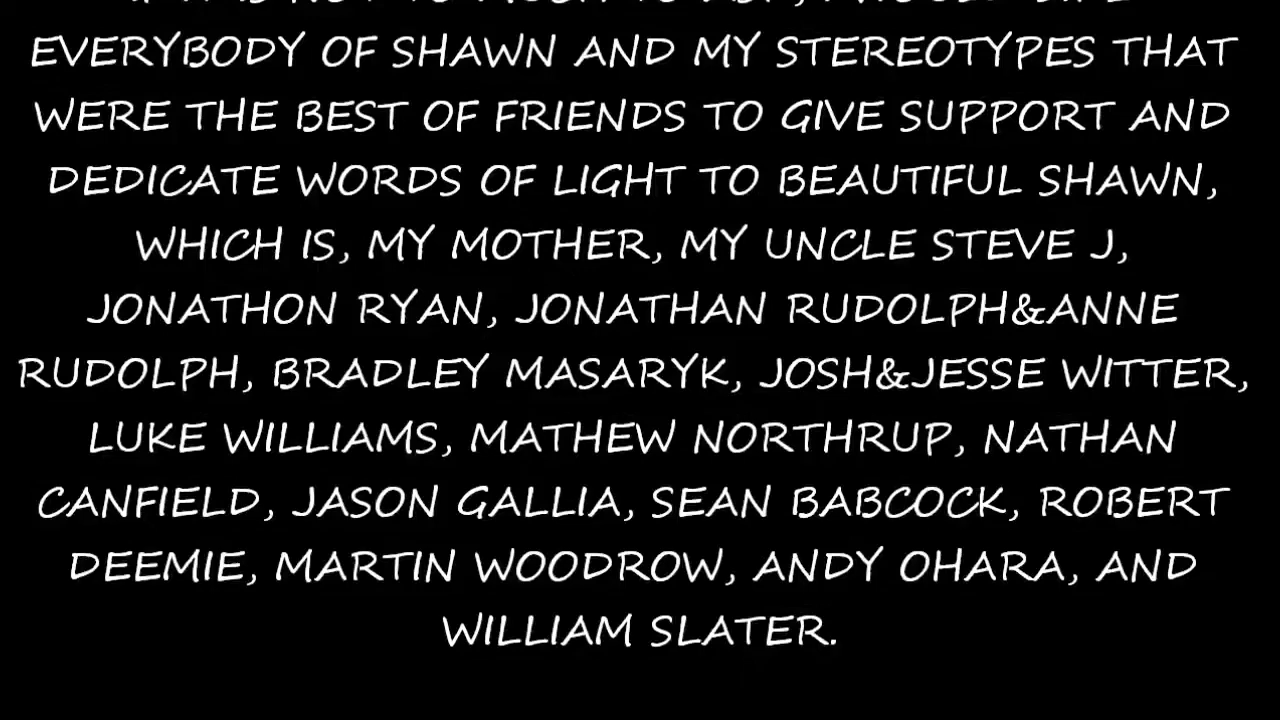 EVERYBODY OF SHAWN AND MY STEREOTYPES THAT
WERE THE BEST OF FRIENDS TO GIVE SUPPORT AND
DEDICATE WORDS OF LIGHT TO BEAUTIFUL SHAWN,
WHICH IS, MY MOTHER, MY UNCLE STEVE J,
JONATHON RYAN, JONATHAN RUDOLPH&ANNE
RUDOLPH, BRADLEY MASARYK, JOSH&JESSE WITTER,
LUKE WILLIAMS, MATHEW NORTHRUP, NATHAN
CANFIELD, JASON GALLIA, SEAN BABCOCK, ROBERT
DEEMIE, MARTIN WOODROW, ANDY OHARA, AND
WILLIAM SLATER.